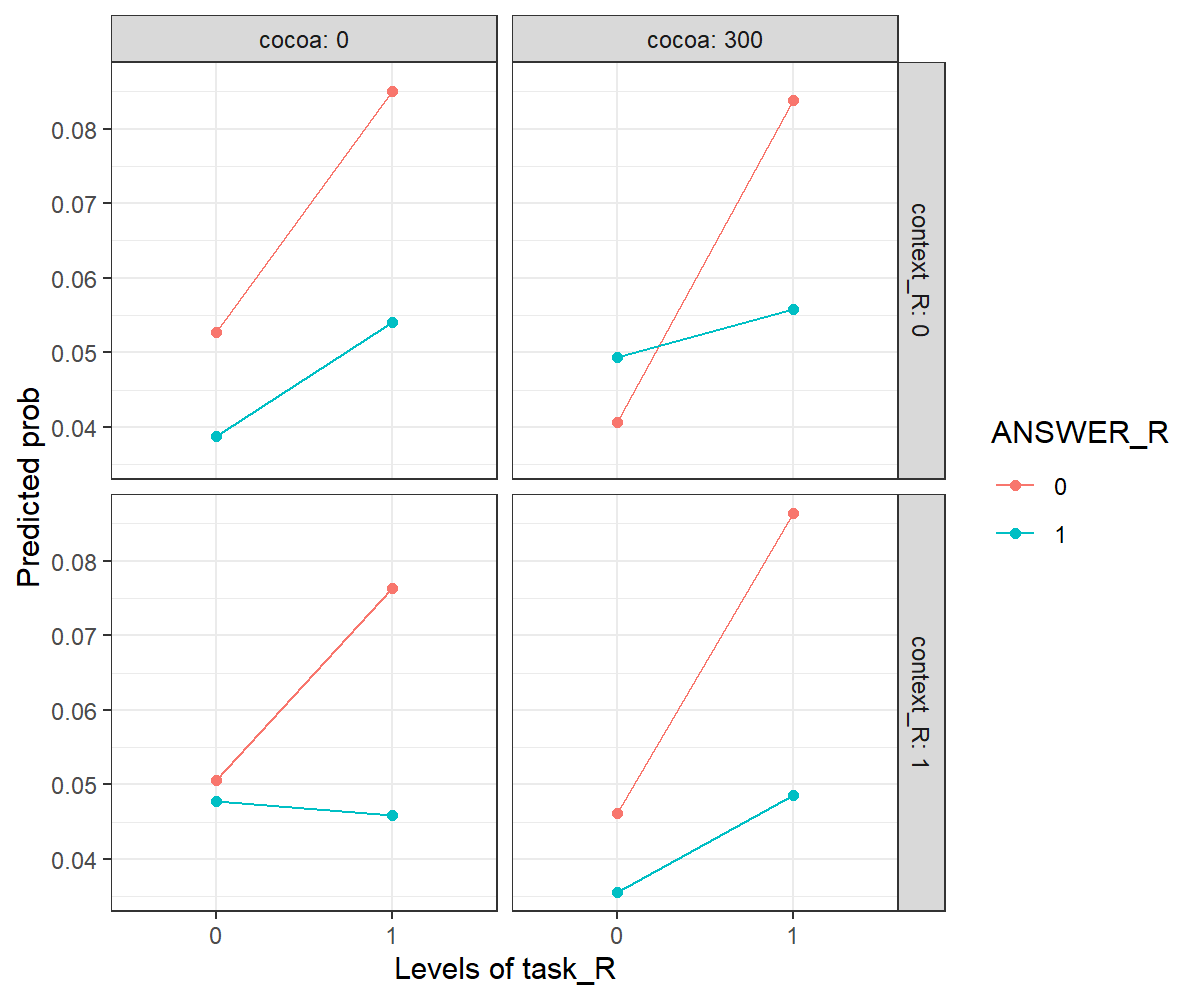 cocoa: 0
cocoa: 300
0.08
0.07
0.06
0.05
0.04
context_R: 0
0.08
0.07
0.06
0.05
0.04
context_R: 1
Predicted prob
0
1
0
1
Levels of task_R
ANSWER_R
0
1